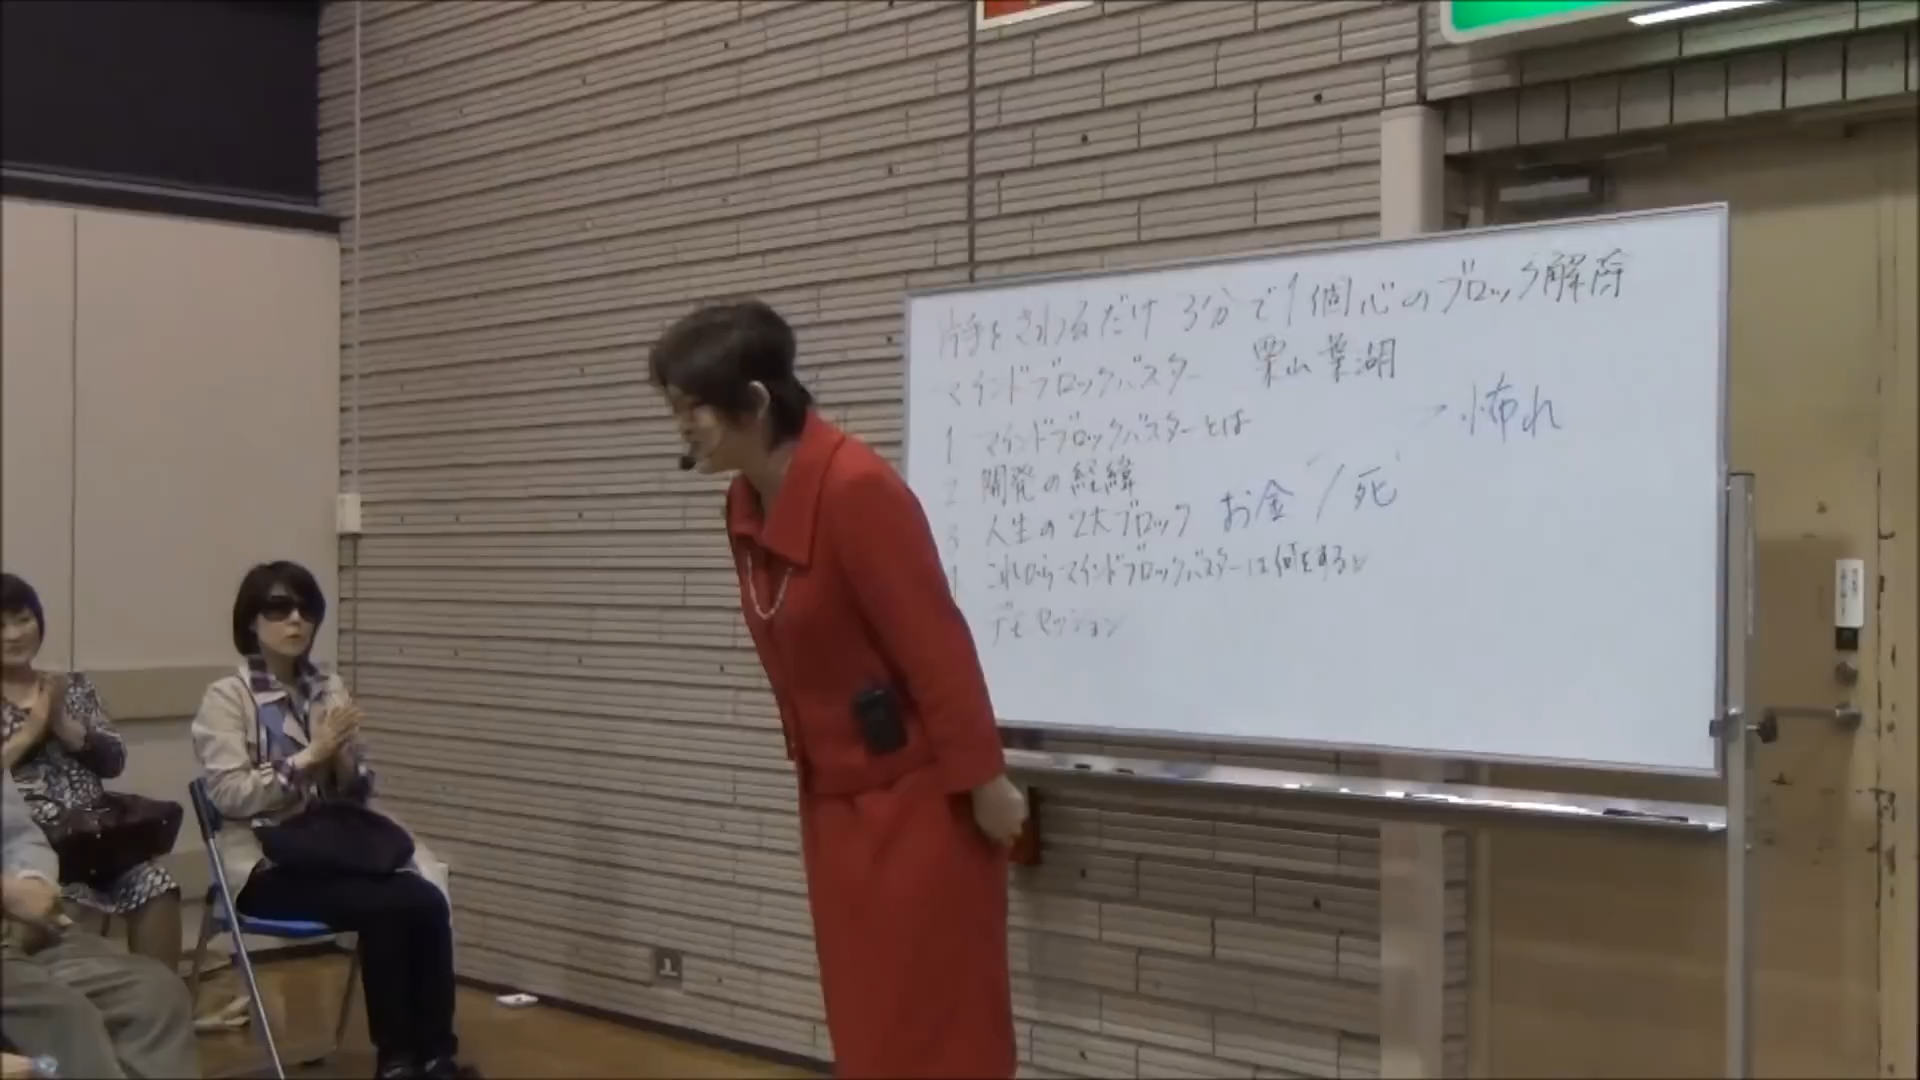 片手をさわるだけ 3分で1個心のブロック解除
マインドブロックバスター 栗山葉湖
1 マインドブロックバスターとは
2 開発の経緯
3 人生の2大ブロック お金/死
怖れ
これからマインドブロックバスターは何をする
デモセッション